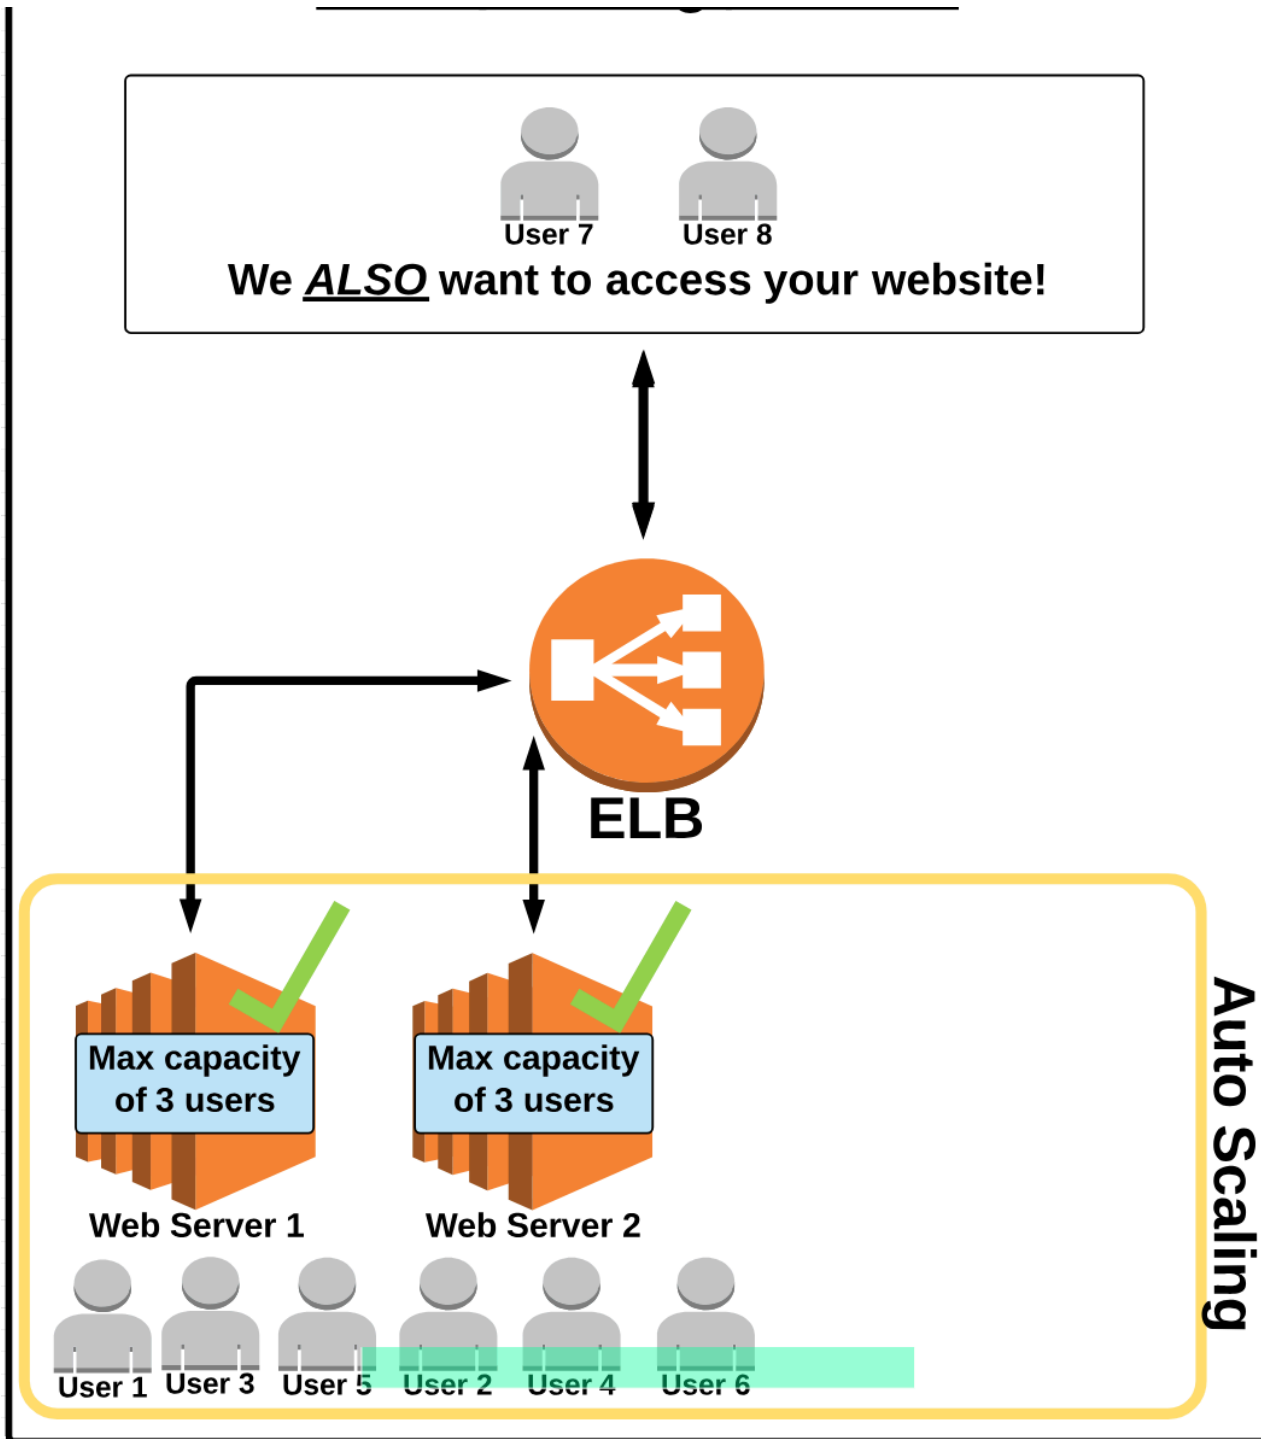 User 7
User 8
We ALSO want to access your website!
ELB
Max capacity
of 3 users
Max capacity
of 3 users
Web Server 1
Web Server 2
User 1
User 3
User 5
User 2
User 4
User 6
Auto Scaling